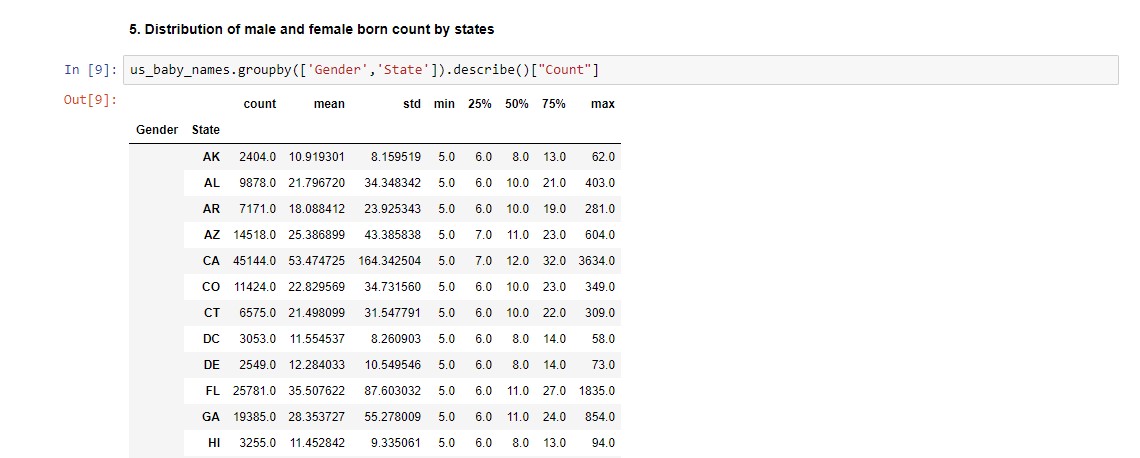 5. Distribution of male and female born count by states
In [9]: us_baby_names.groupby(['Gender','State']).describe()["Count"]
Out[9]:
count mean std min 25% 50% 75% max
Gender State
AK 2404.0 10.919301 8.159519 5.0 6.0 8.0 13.0 62.0
AL 9878.0 21.796720 34.348342 5.0 6.0 10.0 21.0 403.0
AR 7171.0 18.088412 23.925343 5.0 6.0 10.0 19.0 281.0
AZ 14518.0 25.386899 43.385838 5.0 7.0 11.0 23.0 604.0
CA 45144.0 53.474725 164.342504 5.0 7.0 12.0 32.0 3634.0
CO 11424.0 22.829569 34.731560 5.0 6.0 10.0 23.0 349.0
CT 6575.0 21.498099 31.547791 5.0 6.0 10.0 22.0 309.0
DC 3053.0 11.554537 8.260903 5.0 6.0 8.0 14.0 58.0
DE 2549.0 12.284033 10.549546 5.0 6.0 8.0 14.0 73.0
FL 25781.0 35.507622 87.603032 5.0 6.0 11.0 27.0 1835.0
GA 19385.0 28.353727 55.278009 5.0 6.0 11.0 24.0 854.0
HI 3255.0 11.452842 9.335061 5.0 6.0 8.0 13.0 94.0